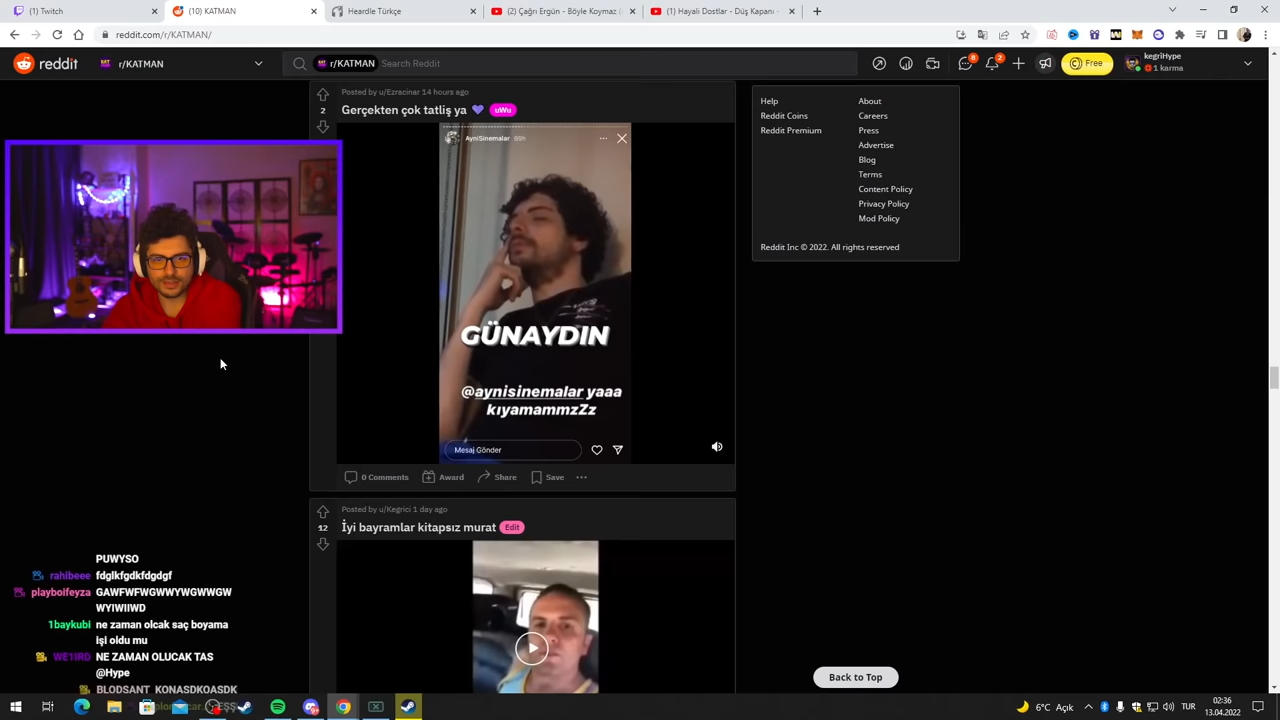 (1) Twitch
(10) KATMAN
Heardle Türkçe
(2) Çağrı Ergün - Böyle Koymaz (
(1) Hayali Dostlar - Düş Kapanı -
reddit.com/r/KATMAN/
reddit
r/KATMAN
r/KATMAN
Search Reddit
8
2
Free
kegriHype
1 karma
Posted by u/Ezracinar 14 hours ago
2
Gerçekten çok tatliş ya 💜 uWu
AyniSinemalar
GÜNAYDIN
@aynisinemalar yaaa
kıyamammzZz
Mesaj Gönder
0 Comments
Award
Share
Save
Posted by u/Kegrici 1 day ago
12
İyi bayramlar kitapsız murat Edit
Help
About
Reddit Coins
Careers
Reddit Premium
Press
Advertise
Blog
Terms
Content Policy
Privacy Policy
Mod Policy
Reddit Inc © 2022. All rights reserved
PUWYSO
rahibeee fdglkfgdkfdgdgf
playboifeyza GAWFWFWGWWYWGWWGW
WYIWIIWD
1baykubi ne zaman olcak saç boyama
işi oldu mu
WE1IRD NE ZAMAN OLUCAK TAS
@Hype
BLODSANT KONASDKOASDK
Back to Top
6°C Açık
TUR
02:36
13.04.2022